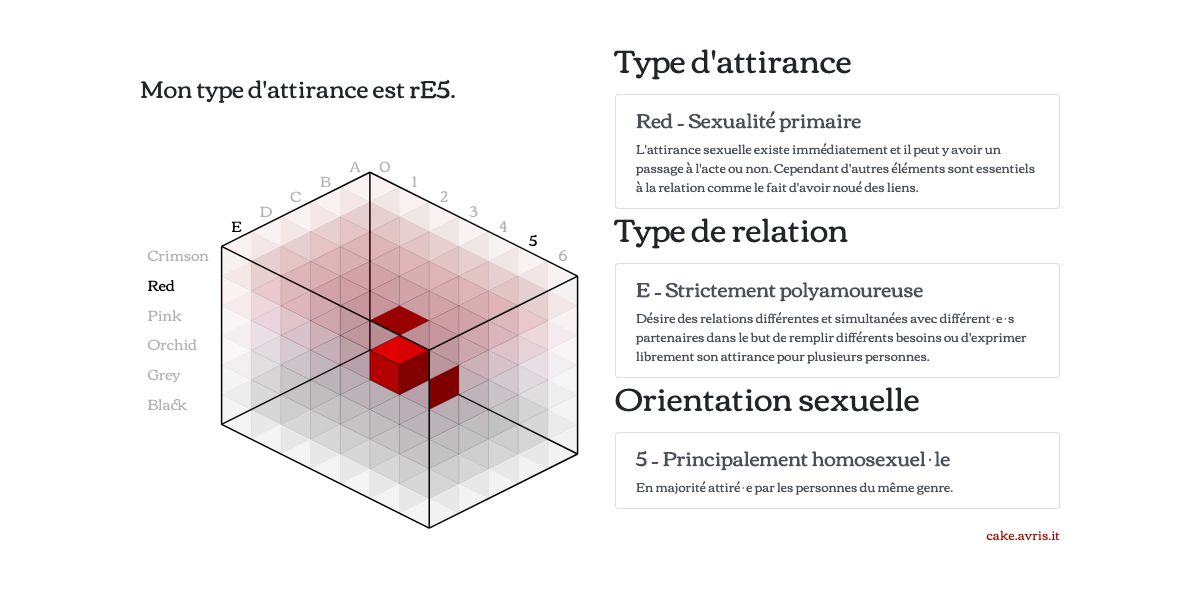 Mon type d'attirance est rE5.
A O
B 1
C 2
D 3
E 4
5
6
Crimson
Red
Pink
Orchid
Grey
Black
Type d'attirance
Red - Sexualité primaire
L'attirance sexuelle existe immédiatement et il peut y avoir un
passage à l'acte ou non. Cependant d'autres éléments sont essentiels
à la relation comme le fait d'avoir noué des liens.
Type de relation
E - Strictement polyamoureuse
Désire des relations différentes et simultanées avec différent·e·s
partenaires dans le but de remplir différents besoins ou d'exprimer
librement son attirance pour plusieurs personnes.
Orientation sexuelle
5 - Principalement homosexuel·le
En majorité attiré·e par les personnes du même genre.
cake.avris.it